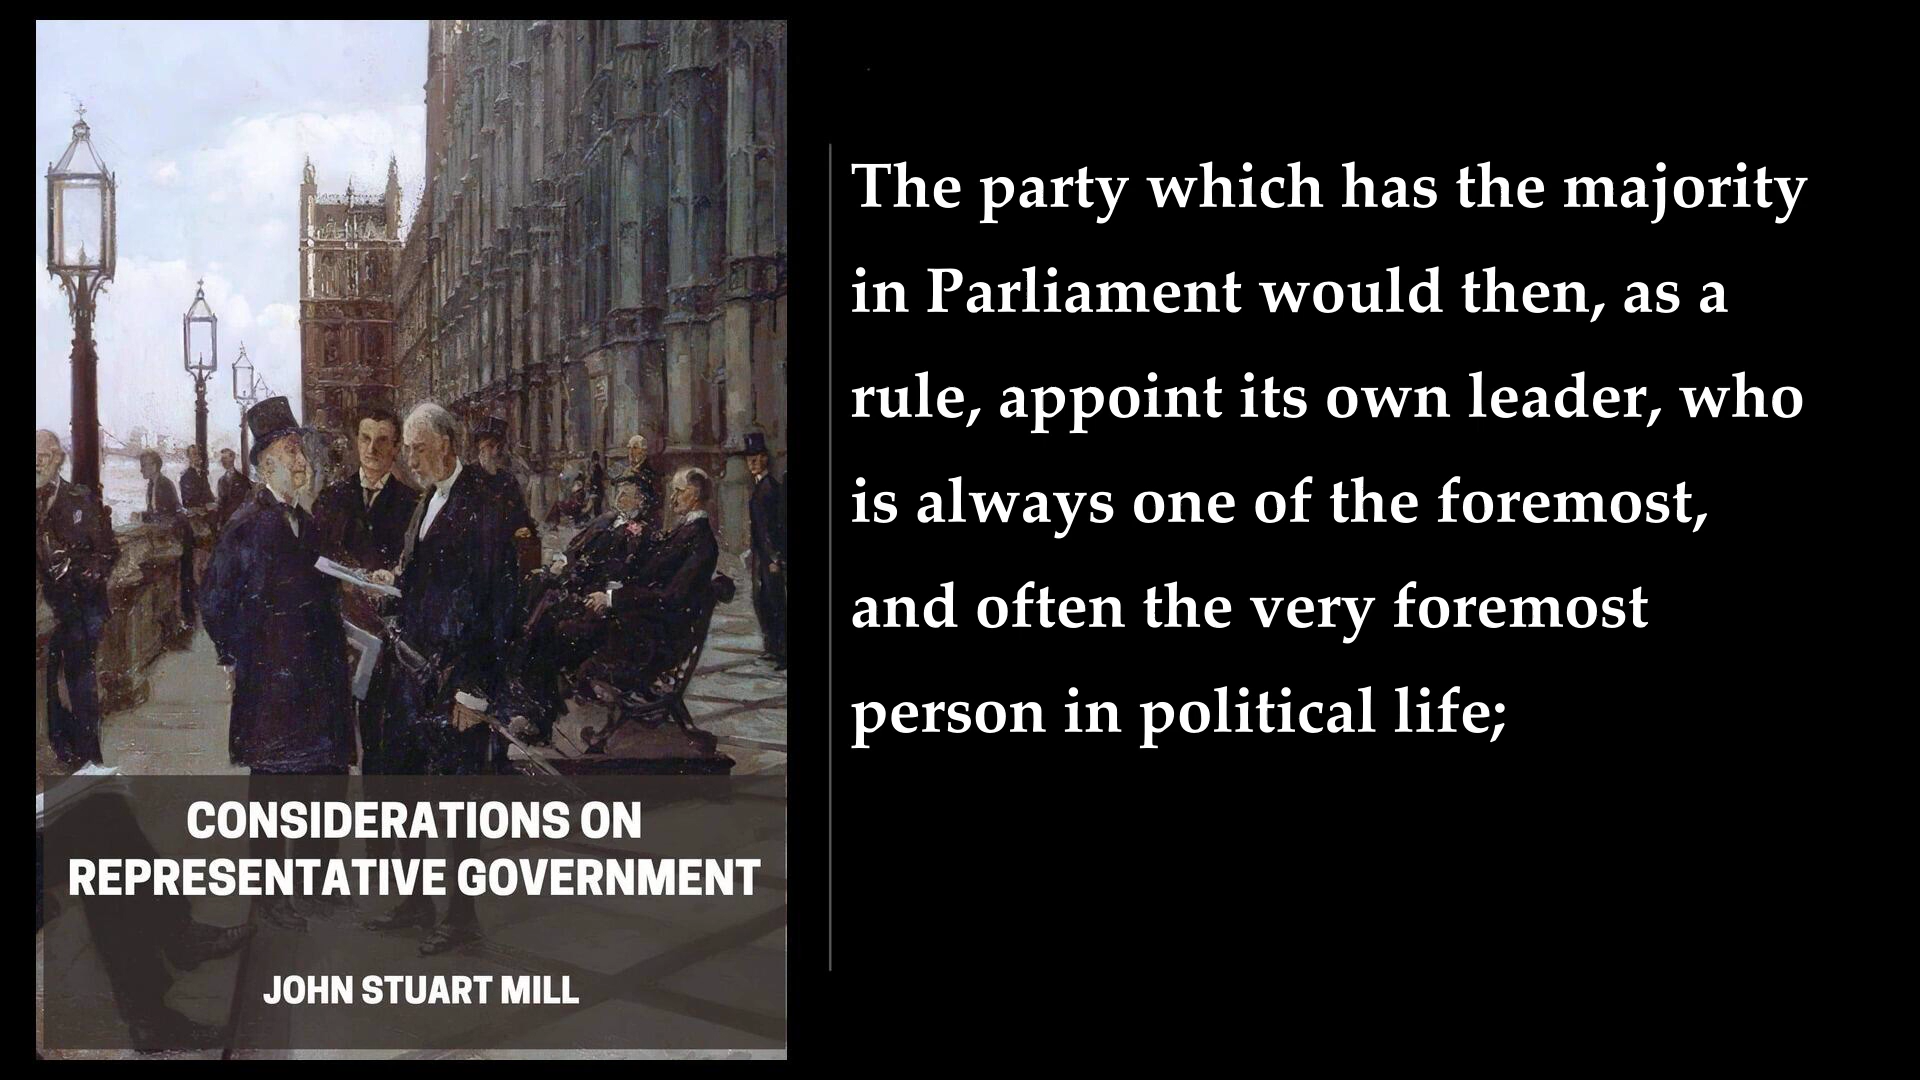 CONSIDERATIONS ON
REPRESENTATIVE GOVERNMENT
JOHN STUART MILL
The party which has the majority
in Parliament would then, as a
rule, appoint its own leader, who
is always one of the foremost,
and often the very foremost
person in political life;